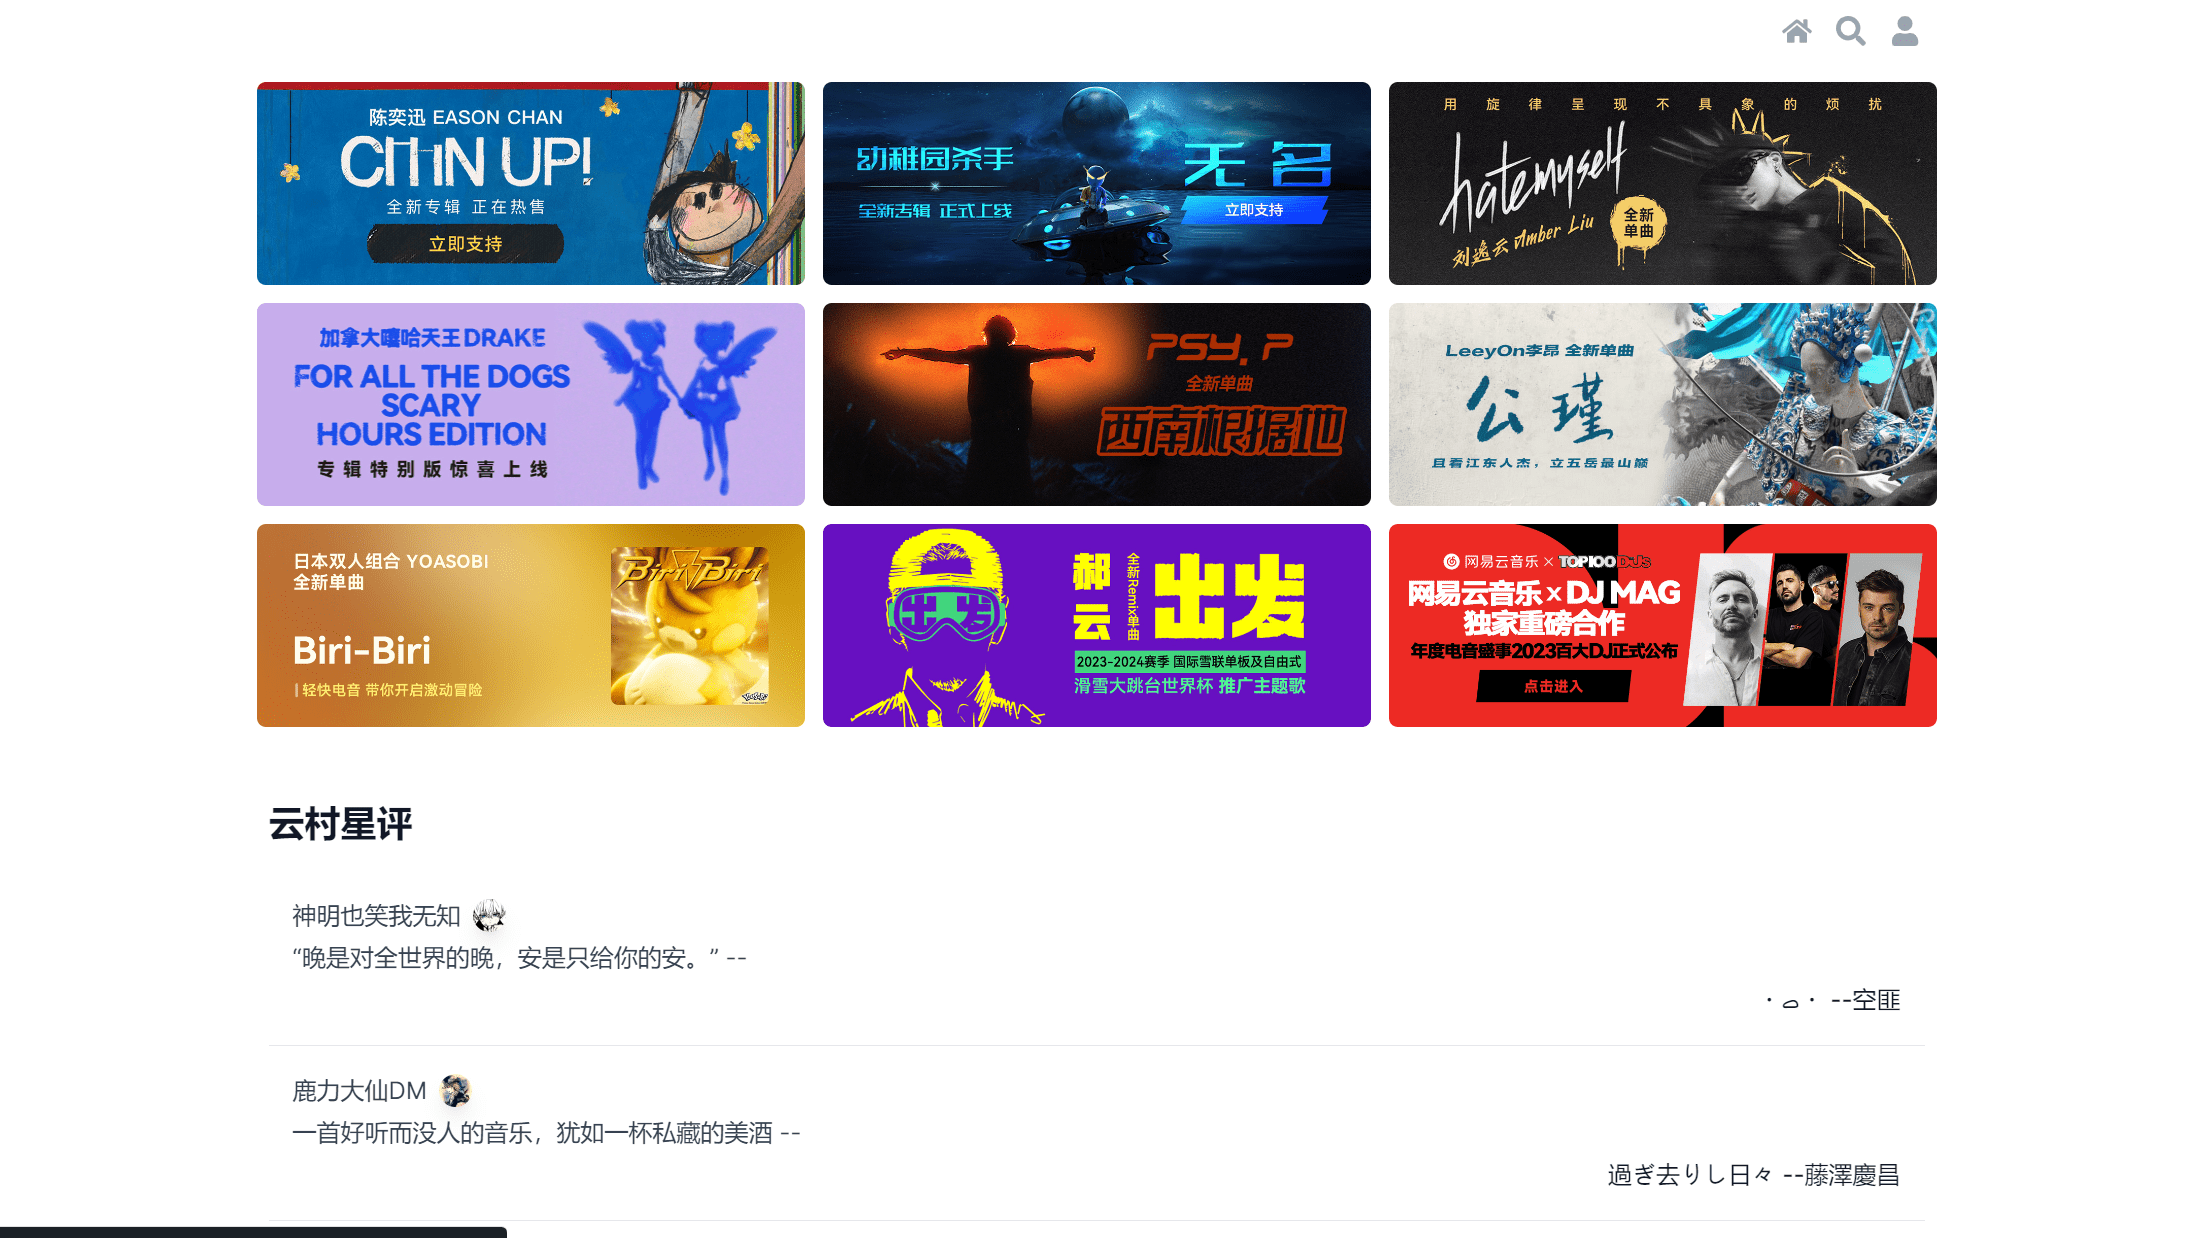 陈奕迅 EASON CHAN
CHIN UP!
全新专辑 正在热售
立即支持
幼稚园杀手
全新专辑 正式上线
无名
立即支持
用旋律呈现不具象的烦扰
hatemyself
刘逸云 Amber Liu
全新
单曲
加拿大嘻哈天王DRAKE
FOR ALL THE DOGS
SCARY
HOURS EDITION
专辑特别版惊喜上线
PSY.P
全新单曲
西南根据地
LeeyOn李昂 全新单曲
公瑾
且看江东人杰，立五岳最山巅
日本双人组合 YOASOBI
全新单曲
Biri-Biri
轻快电音 带你开启激动冒险
Biri Biri
YOASOBI
出发
郝云
全新Remix单曲
出发
2023-2024赛季 国际雪联单板及自由式
滑雪大跳台世界杯 推广主题歌
网易云音乐 × TOP100 DJs
网易云音乐 x DJ MAG
独家重磅合作
年度电音盛事2023百大DJ正式公布
点击进入
云村星评
神明也笑我无知
“晚是对全世界的晚，安是只给你的安。” --
· ᓚ · --空匪
鹿力大仙DM
一首好听而没人的音乐，犹如一杯私藏的美酒 --
過ぎ去りし日々 --藤澤慶昌